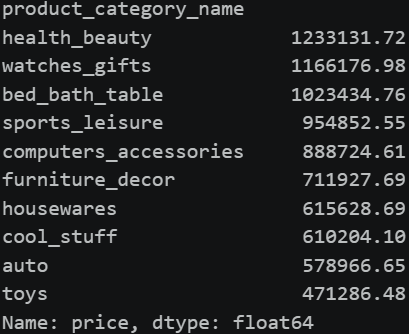 product_category_name
health_beauty 1233131.72
watches_gifts 1166176.98
bed_bath_table 1023434.76
sports_leisure 954852.55
computers_accessories 888724.61
furniture_decor 711927.69
housewares 615628.69
cool_stuff 610204.10
auto 578966.65
toys 471286.48
Name: price, dtype: float64